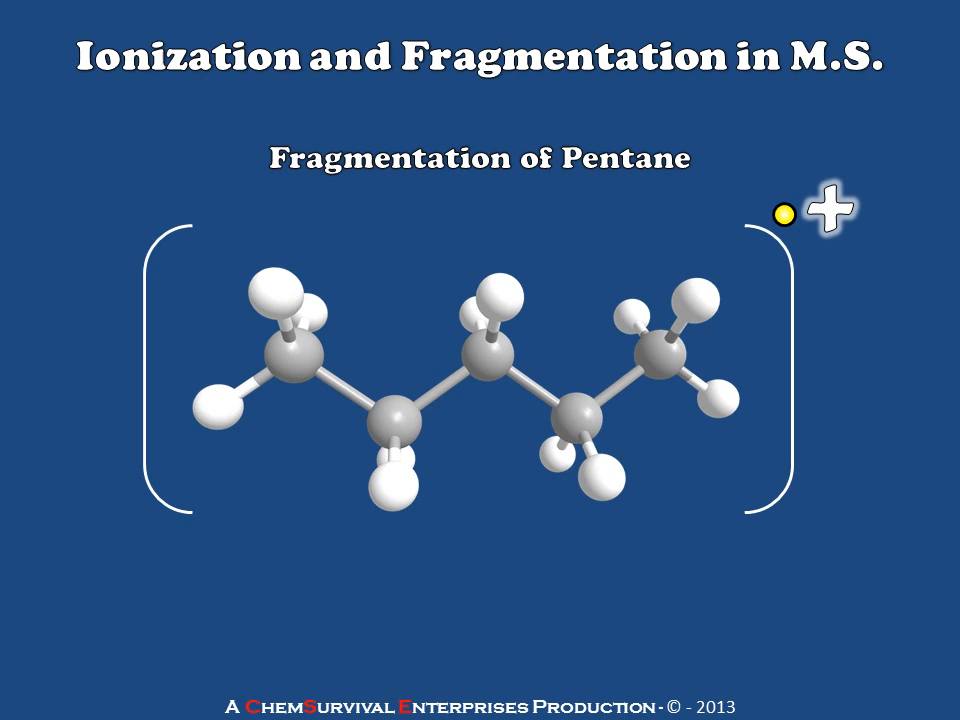 Ionization and Fragmentation in M.S.
Fragmentation of Pentane
+
A ChemSurvival Enterprises Production - © - 2013